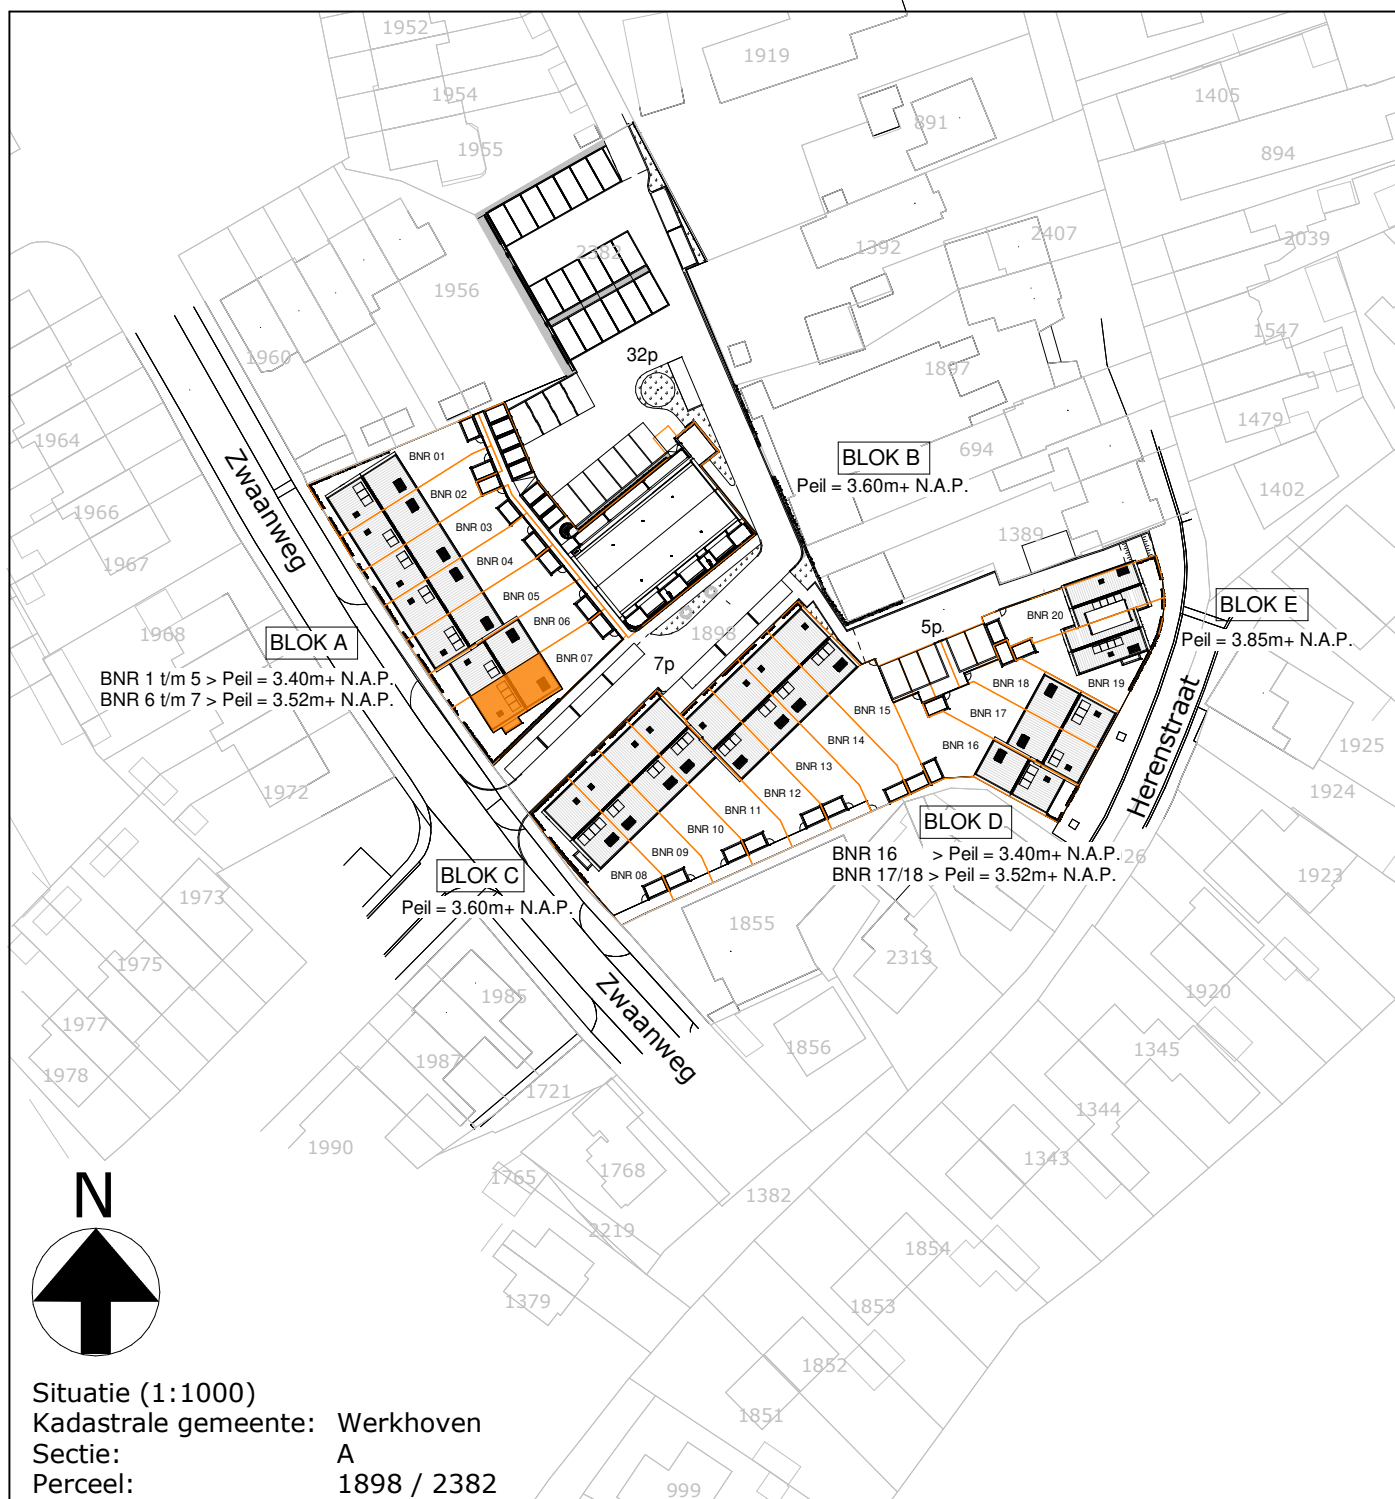 1952
1919
1954
1405
891
1955
894
1392
2407
2039
2382
1956
1547
1960
32p
1897
1964
1479
694
Zwaanweg
BNR 01
BLOK B
Peil = 3.60m+ N.A.P.
BNR 02
1402
1966
BNR 03
1389
1967
BNR 04
BNR 05
BLOK E
Peil = 3.85m+ N.A.P.
1968
BNR 06
1898
BNR 20
5p.
BLOK A
BNR 1 t/m 5 > Peil = 3.40m+ N.A.P.
BNR 6 t/m 7 > Peil = 3.52m+ N.A.P.
BNR 07
7p
BNR 18
BNR 19
BNR 15
BNR 17
1925
BNR 14
BNR 16
Herenstraat
BNR 13
1972
BNR 12
1924
BNR 11
BLOK D
BNR 10
BNR 16 > Peil = 3.40m+ N.A.P.
BNR 17/18 > Peil = 3.52m+ N.A.P.
BNR 09
26
BNR 08
BLOK C
Peil = 3.60m+ N.A.P.
1923
1973
1855
2313
1975
1985
Zwaanweg
1920
1977
1856
1345
1987
1978
1721
1344
1990
1343
1765
1768
1382
N
2219
1854
1379
1853
1852
1851
999
Situatie (1:1000)
Kadastrale gemeente: Werkhoven
Sectie: A
Perceel: 1898 / 2382